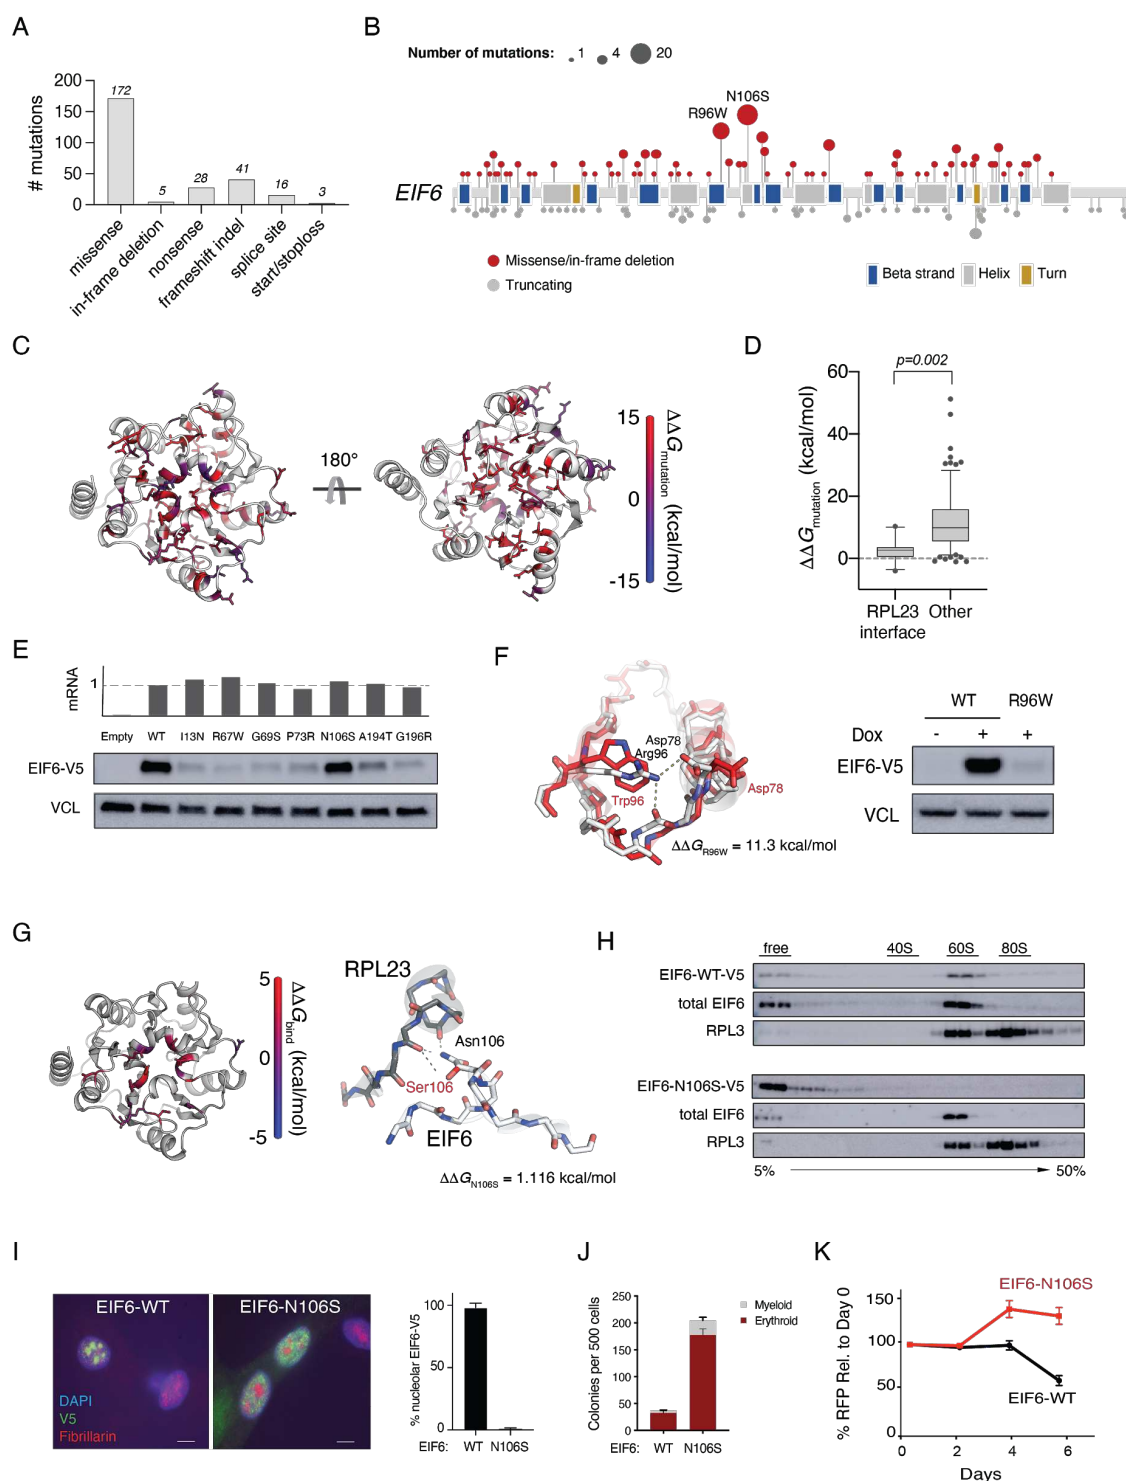 A
# mutations
200
150
100
50
0
172
5
28
41
16
3
missense
in-frame deletion
nonsense
frameshift indel
splice site
start/stoploss
B
Number of mutations: 1 4 20
N106S
R96W
EIF6
Missense/in-frame deletion
Truncating
Beta strand Helix Turn
C
180°
15
0
-15
ΔΔGmutation (kcal/mol)
D
p=0.002
ΔΔGmutation (kcal/mol)
60
40
20
0
RPL23 interface
Other
E
mRNA
1
Empty WT I13N R67W G69S P73R N106S A194T G196R
EIF6-V5
VCL
F
Asp78
Arg96
Trp96
Asp78
ΔΔGR96W = 11.3 kcal/mol
WT R96W
Dox - + +
EIF6-V5
VCL
G
5
0
-5
ΔΔGbind (kcal/mol)
RPL23
Asn106
Ser106
EIF6
ΔΔGN106S = 1.116 kcal/mol
H
free 40S 60S 80S
EIF6-WT-V5
total EIF6
RPL3
EIF6-N106S-V5
total EIF6
RPL3
5% 50%
I
EIF6-WT
EIF6-N106S
DAPI
V5
Fibrillarin
% nucleolar EIF6-V5
100
50
0
EIF6: WT N106S
J
Colonies per 500 cells
250
200
150
100
50
0
Myeloid
Erythroid
EIF6: WT N106S
K
% RFP Rel. to Day 0
150
100
50
EIF6-N106S
EIF6-WT
0 2 4 6
Days